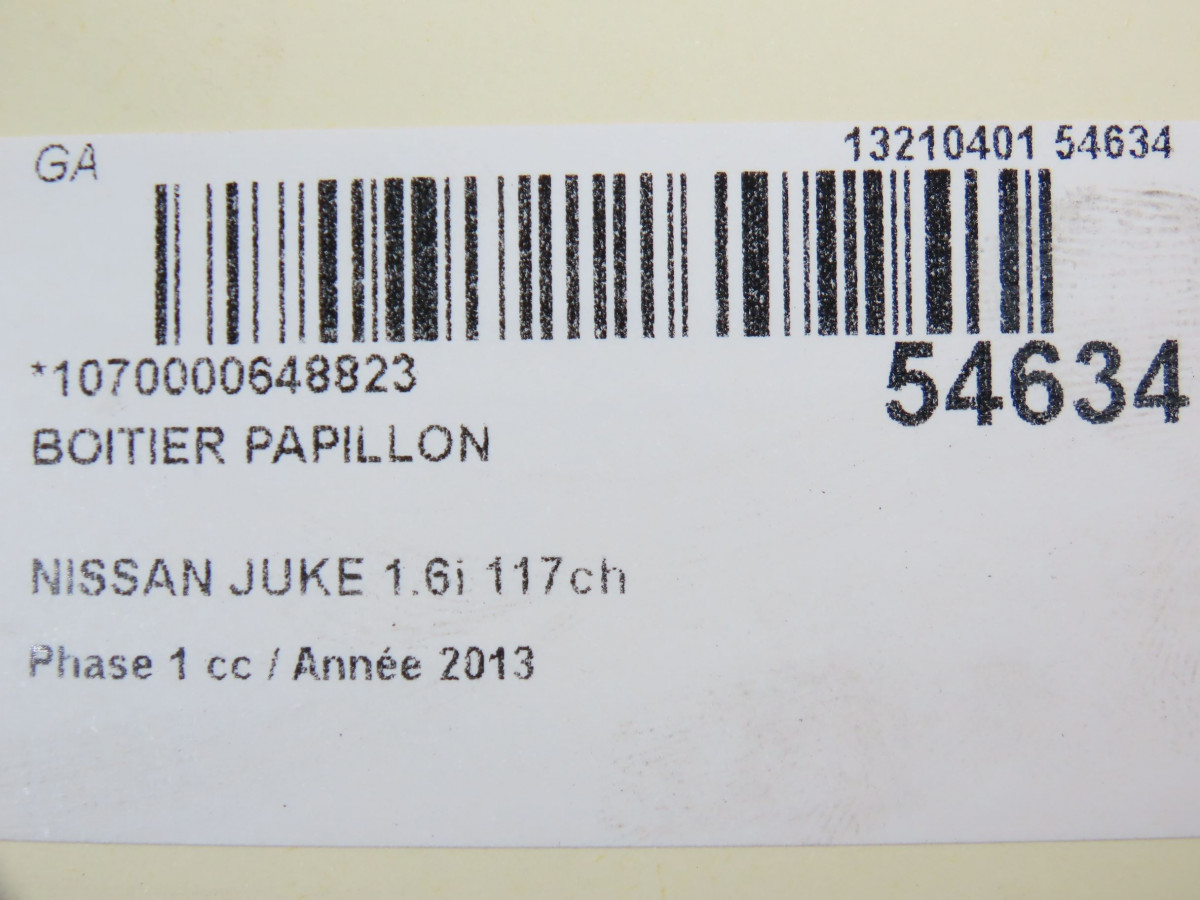 GA
13210401 54634
*1070000648823
54634
BOITIER PAPILLON
NISSAN JUKE 1.6i 117ch
Phase 1 cc / Année 2013